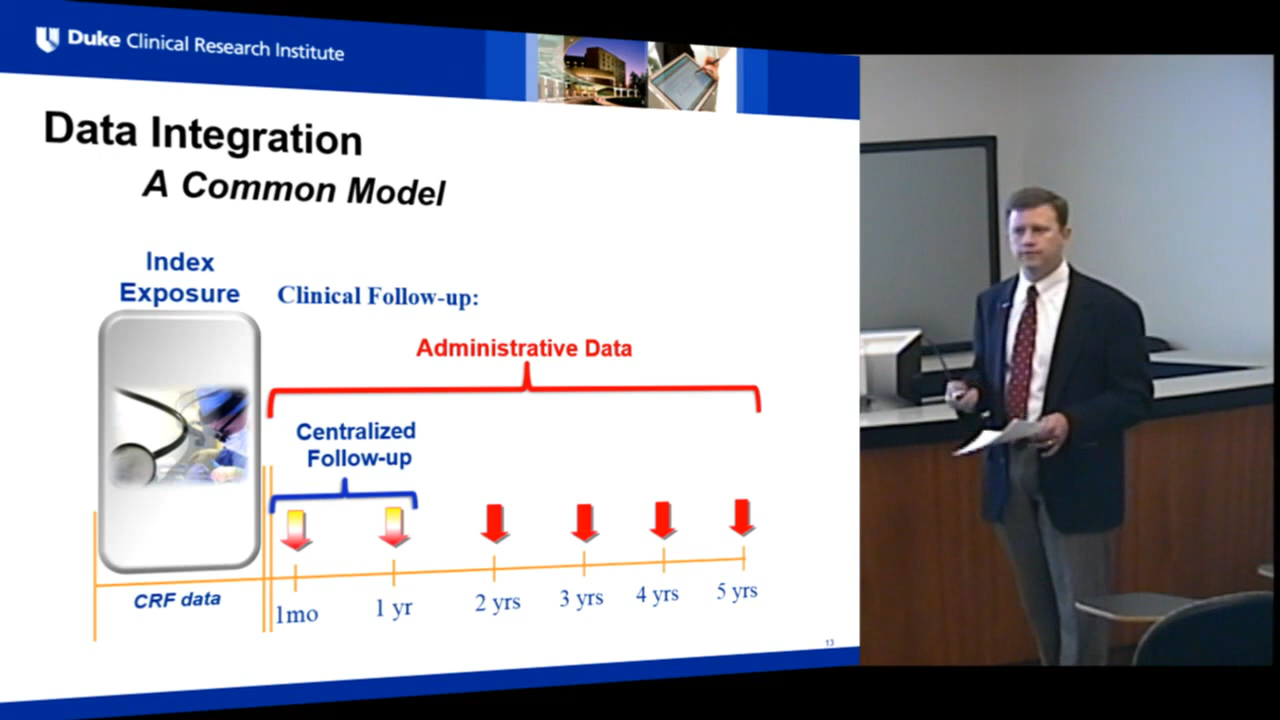 Duke Clinical Research Institute
Data Integration
A Common Model
Index
Exposure
Clinical Follow-up:
Administrative Data
Centralized
Follow-up
CRF data
1mo
1 yr
2 yrs
3 yrs
4 yrs
5 yrs
13